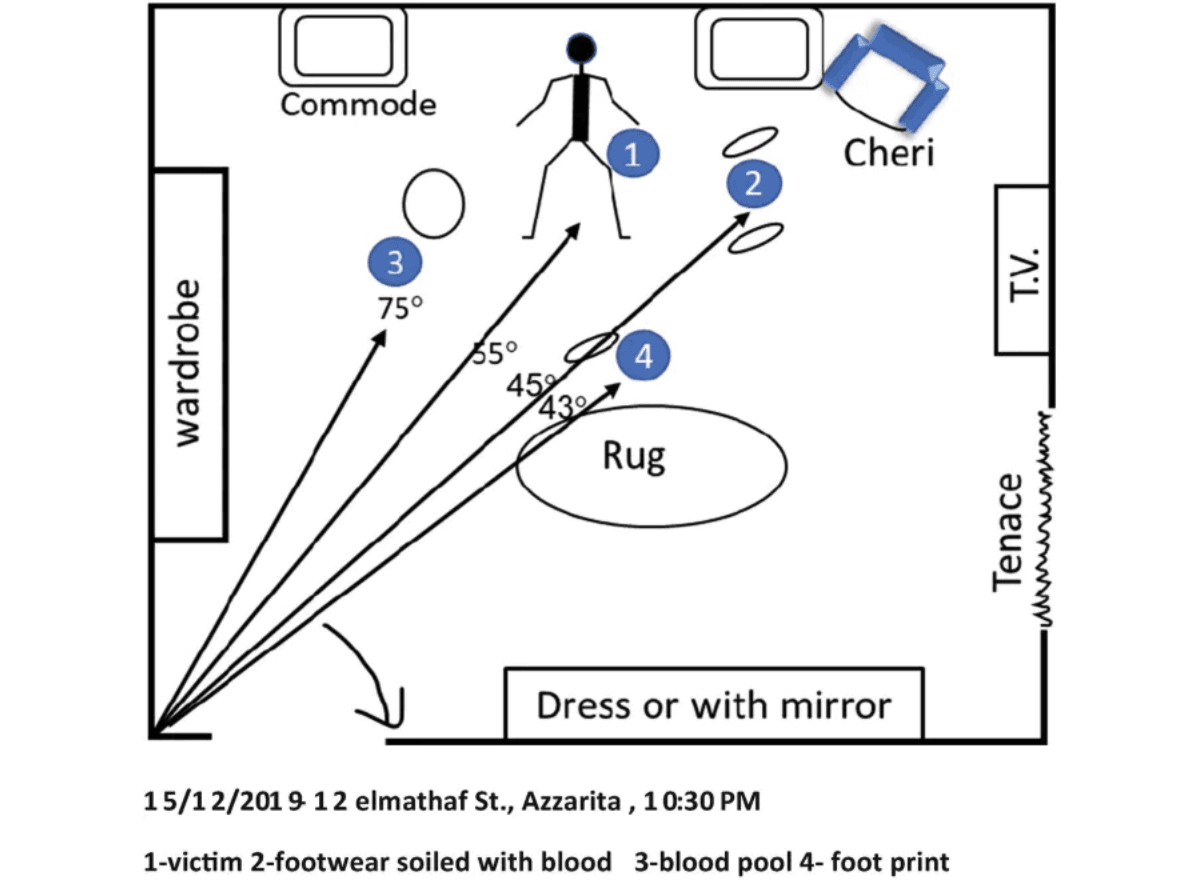 Commode
1
2
Cheri
3
75°
T.V.
wardrobe
55°
4
45°
43°
Rug
Tenace
Dress or with mirror
15/12/2019-12 elmathaf St., Azzarita , 10:30 PM
1-victim 2-footwear soiled with blood 3-blood pool 4- foot print